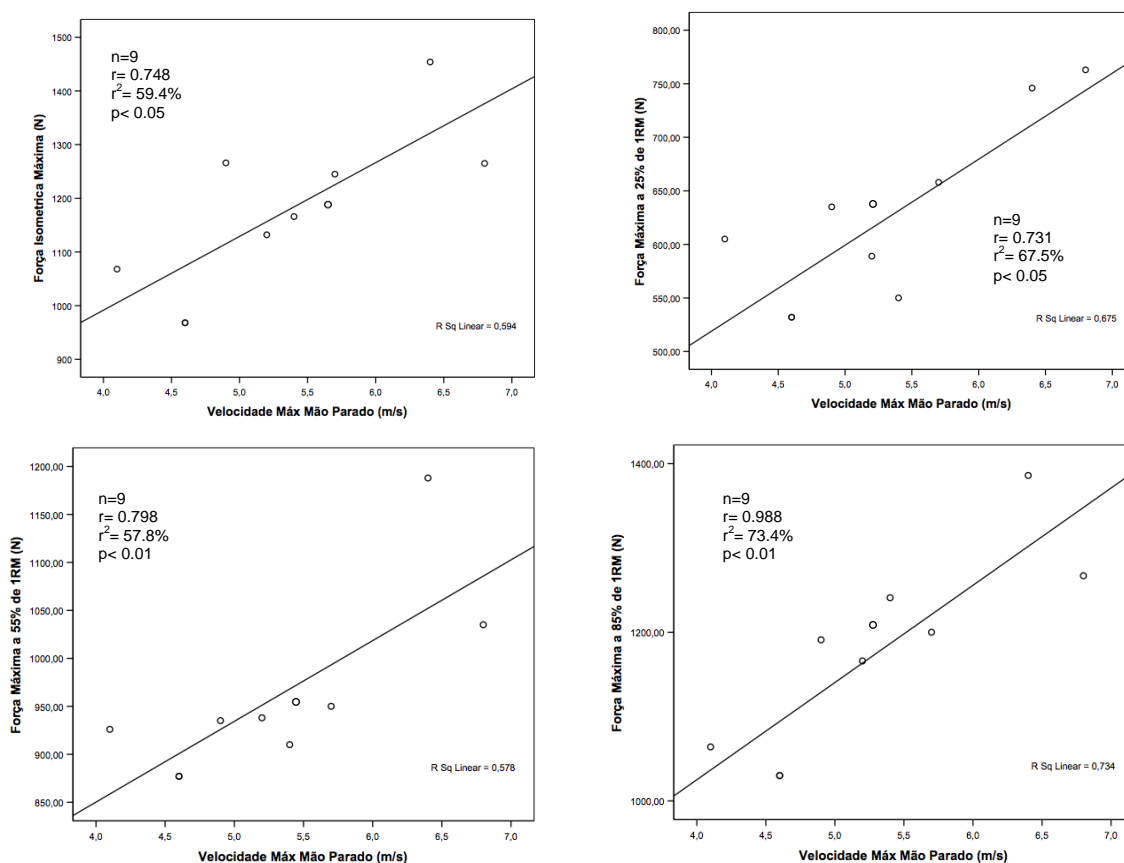 1500
1400
1300
1200
1100
1000
900
Força Isometrica Máxima (N)
n=9
r= 0.748
r²= 59.4%
p< 0.05
R Sq Linear = 0,594
4,0 4,5 5,0 5,5 6,0 6,5 7,0
Velocidade Máx Mão Parado (m/s)
800,00
750,00
700,00
650,00
600,00
550,00
500,00
Força Máxima a 25% de 1RM (N)
n=9
r= 0.731
r²= 67.5%
p< 0.05
R Sq Linear = 0,675
4,0 4,5 5,0 5,5 6,0 6,5 7,0
Velocidade Máx Mão Parado (m/s)
1200,00
1150,00
1100,00
1050,00
1000,00
950,00
900,00
850,00
Força Máxima a 55% de 1RM (N)
n=9
r= 0.798
r²= 57.8%
p< 0.01
R Sq Linear = 0,578
4,0 4,5 5,0 5,5 6,0 6,5 7,0
Velocidade Máx Mão Parado (m/s)
1400,00
1200,00
1000,00
Força Máxima a 85% de 1RM (N)
n=9
r= 0.988
r²= 73.4%
p< 0.01
R Sq Linear = 0,734
4,0 4,5 5,0 5,5 6,0 6,5 7,0
Velocidade Máx Mão Parado (m/s)